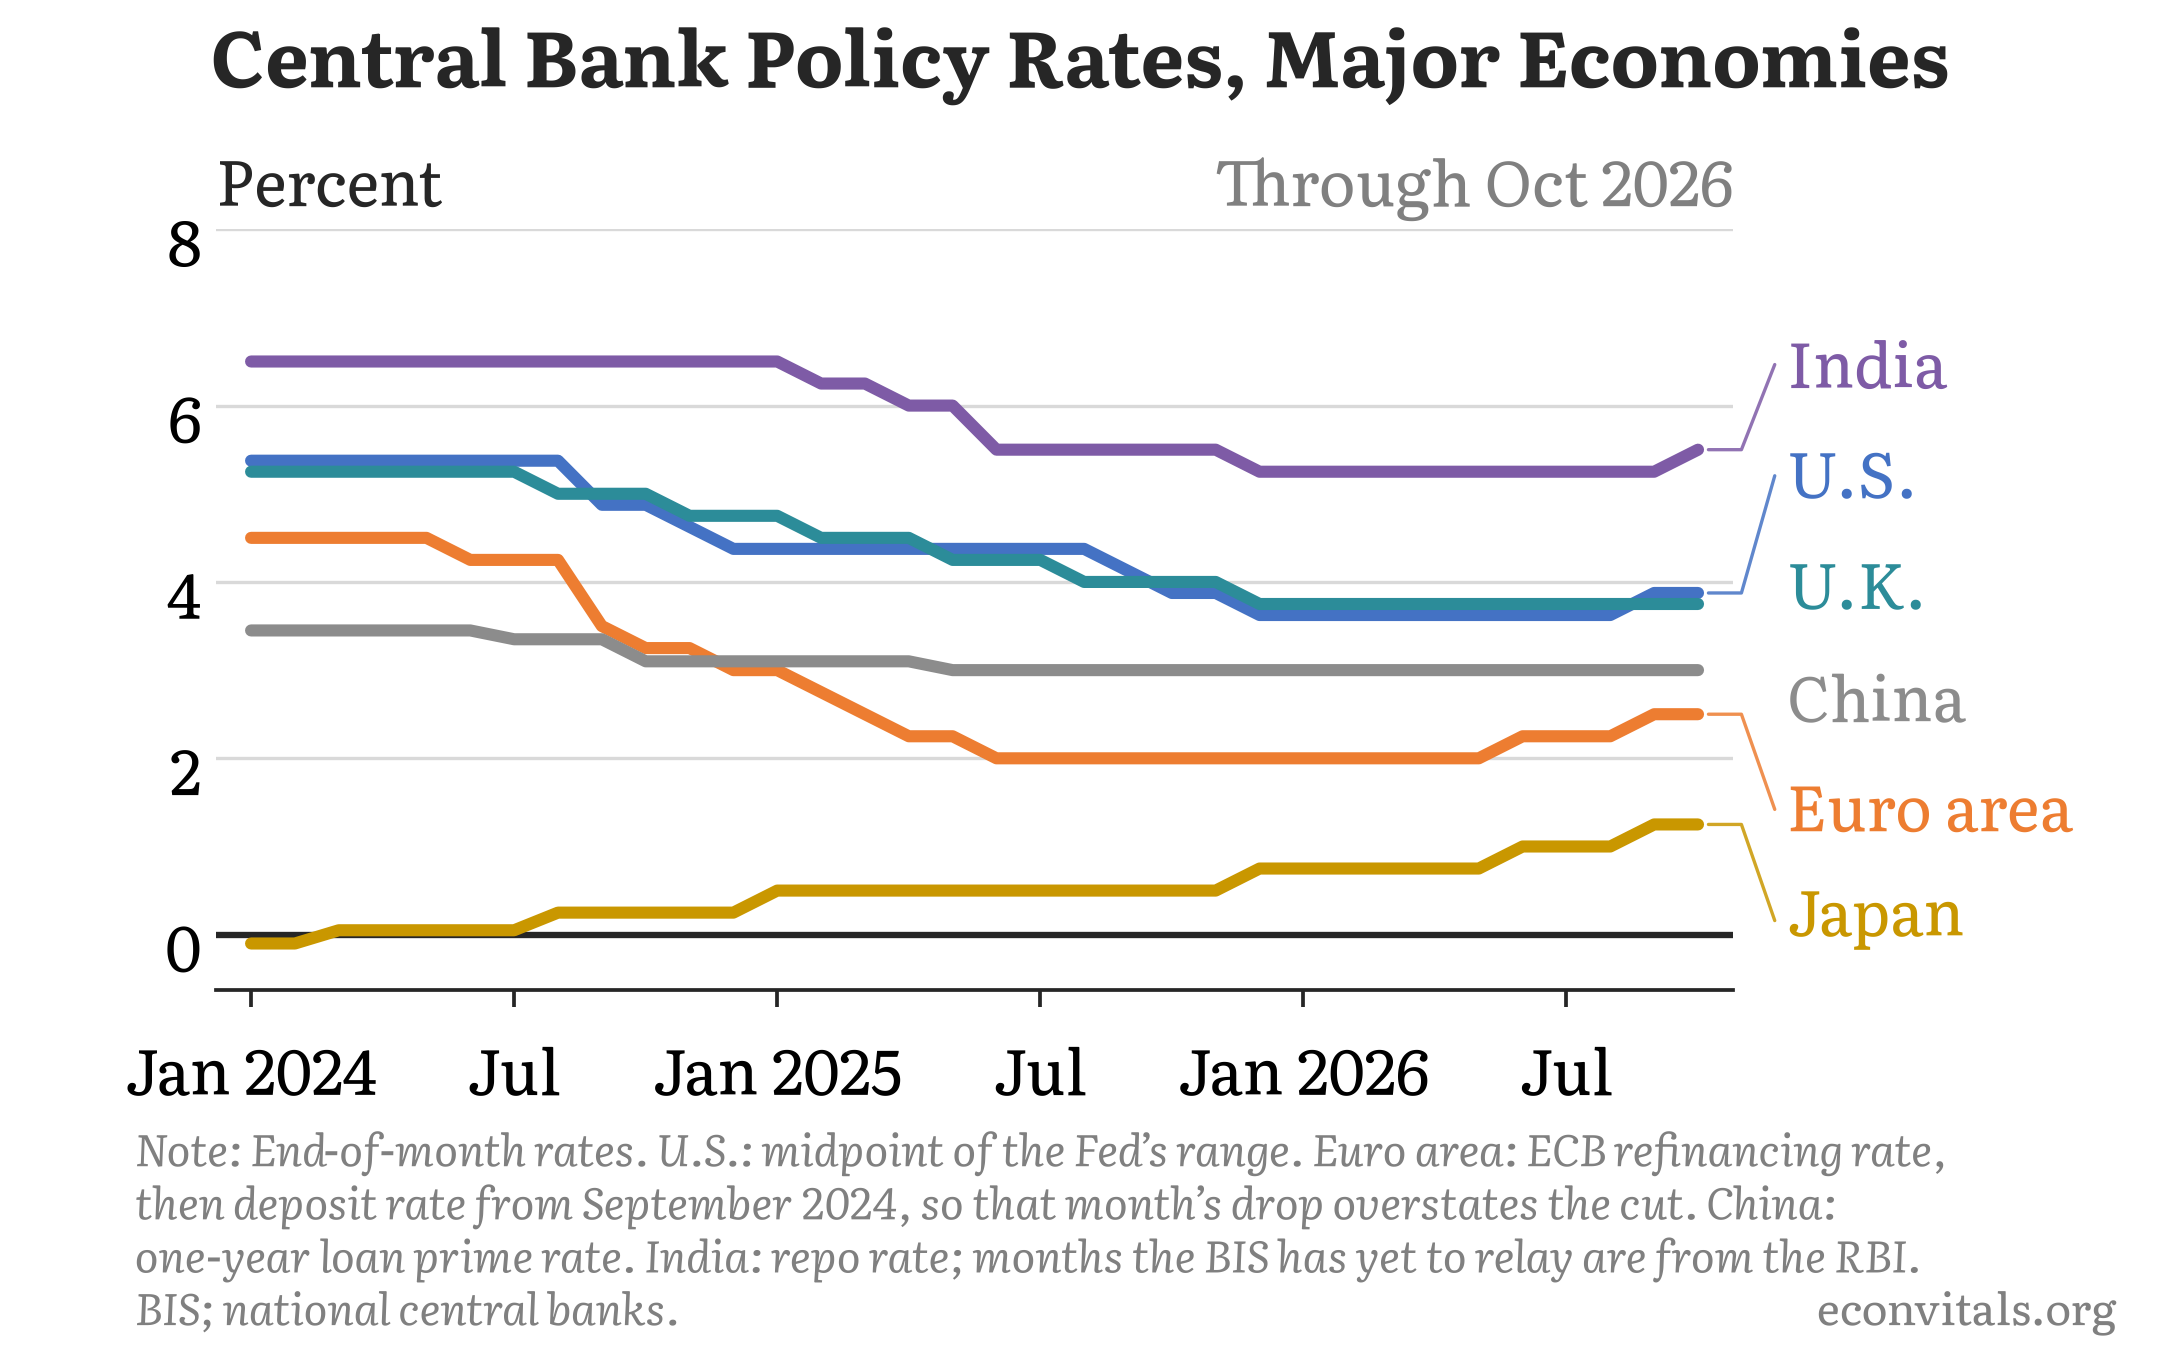 Central Bank Policy Rates, Major Economies
Percent
Through Oct 2026
8
6
4
2
0
India
U.S.
U.K.
China
Euro area
Japan
Jan 2024
Jul
Jan 2025
Jul
Jan 2026
Jul
Note: End-of-month rates. U.S.: midpoint of the Fed’s range. Euro area: ECB refinancing rate,
then deposit rate from September 2024, so that month’s drop overstates the cut. China:
one-year loan prime rate. India: repo rate; months the BIS has yet to relay are from the RBI.
BIS; national central banks.
econvitals.org